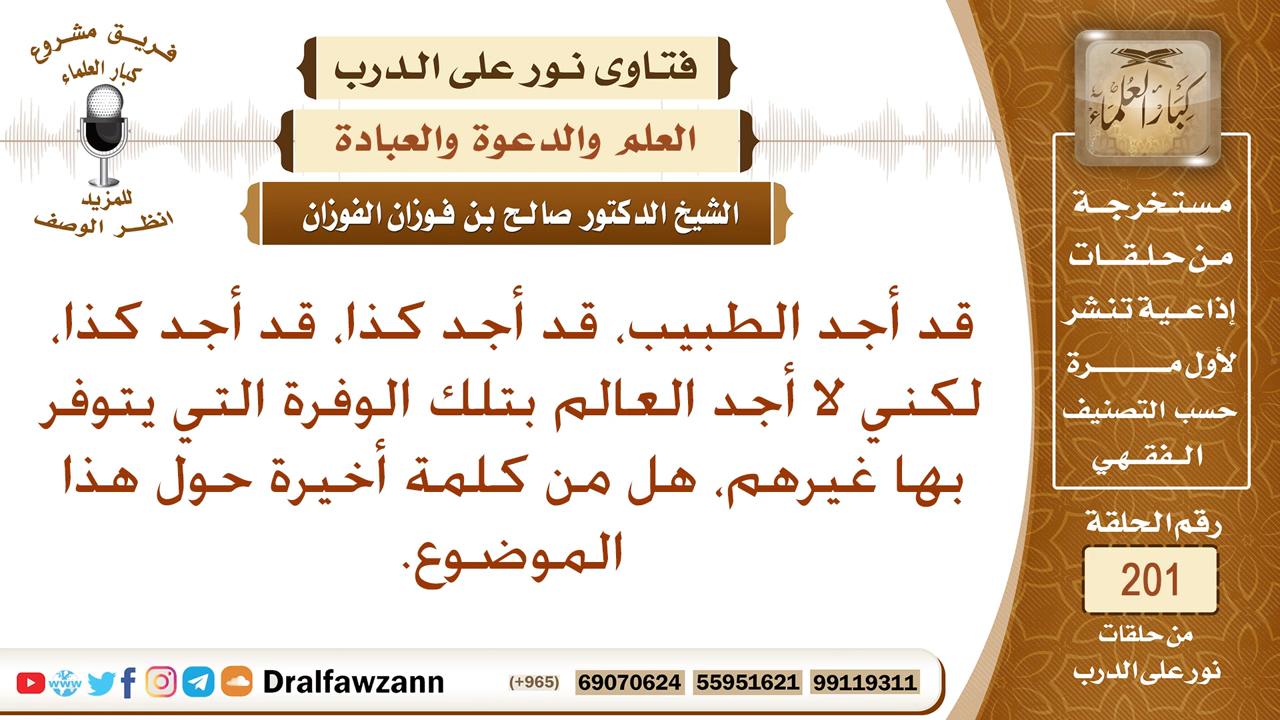 فريق مشروع
كبار العلماء
للمزيد
انظر الوصف
فتاوى نور على الدرب
العلم والدعوة والعبادة
الشيخ الدكتور صالح بن فوزان الفوزان
قد أجد الطبيب، قد أجد كذا، قد أجد كذا،
لكني لا أجد العالم بتلك الوفرة التي يتوفر
بها غيرهم، هل من كلمة أخيرة حول هذا
الموضوع.
كبار العلماء
مستخرجة
من حلقات
إذاعية تنشر
لأول مرة
حسب التصنيف
الفقهي
رقم الحلقة
201
من حلقات
نور على الدرب
www
Dralfawzann (+965) 69070624 55951621 99119311